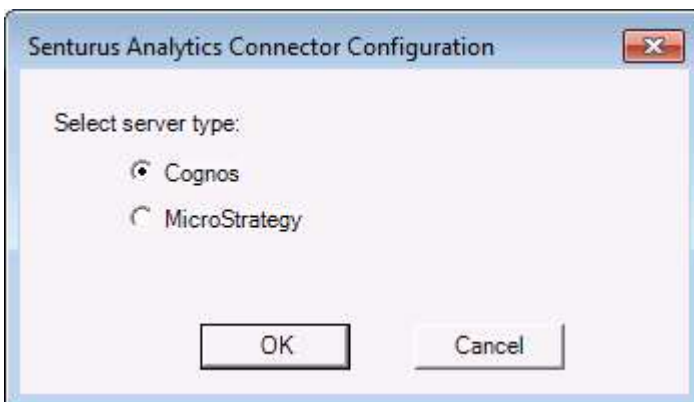 Senturus Analytics Connector Configuration
Select server type:
Cognos
MicroStrategy
OK Cancel